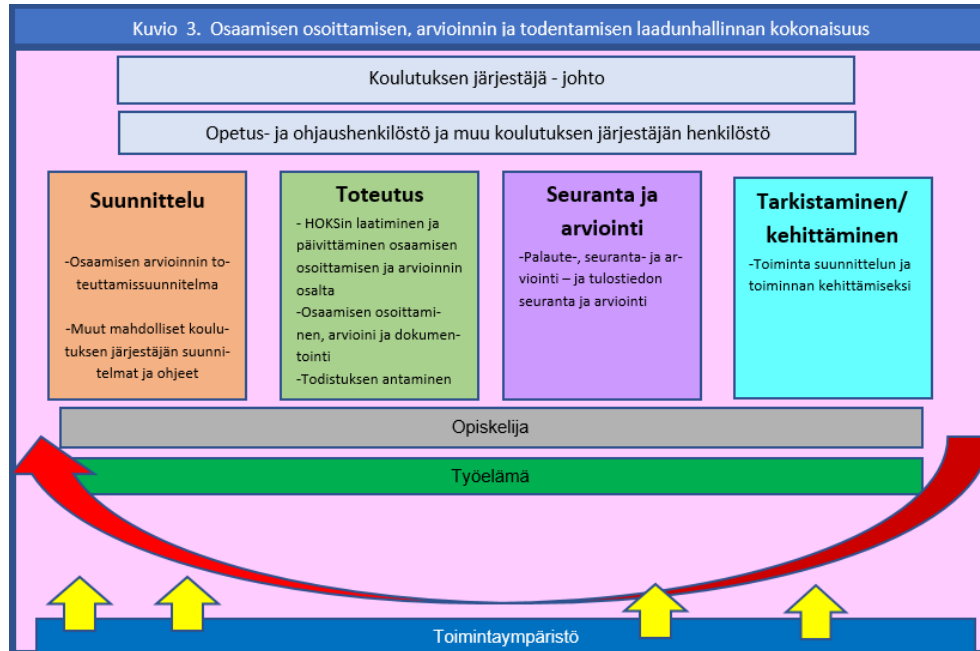 Kuvio 3. Osaamisen osoittamisen, arvioinnin ja todentamisen laadunhallinnan kokonaisuus
Koulutuksen järjestäjä - johto
Opetus- ja ohjaushenkilöstö ja muu koulutuksen järjestäjän henkilöstö
Suunnittelu
-Osaamisen arvioinnin to-
teuttamissuunnitelma
-Muut mahdolliset koulu-
tuksen järjestäjän suunni-
telmat ja ohjeet
Toteutus
- HOKSin laatiminen ja
päivittäminen osaamisen
osoittamisen ja arvioinnin
osalta
-Osaamisen osoittami-
nen, arvioini ja dokumen-
tointi
-Todistuksen antaminen
Seuranta ja
arviointi
-Palaute-, seuranta- ja ar-
viointi – ja tulostiedon
seuranta ja arviointi
Tarkistaminen/
kehittäminen
-Toiminta suunnittelun ja
toiminnan kehittämiseksi
Opiskelija
Työelämä
Toimintaympäristö